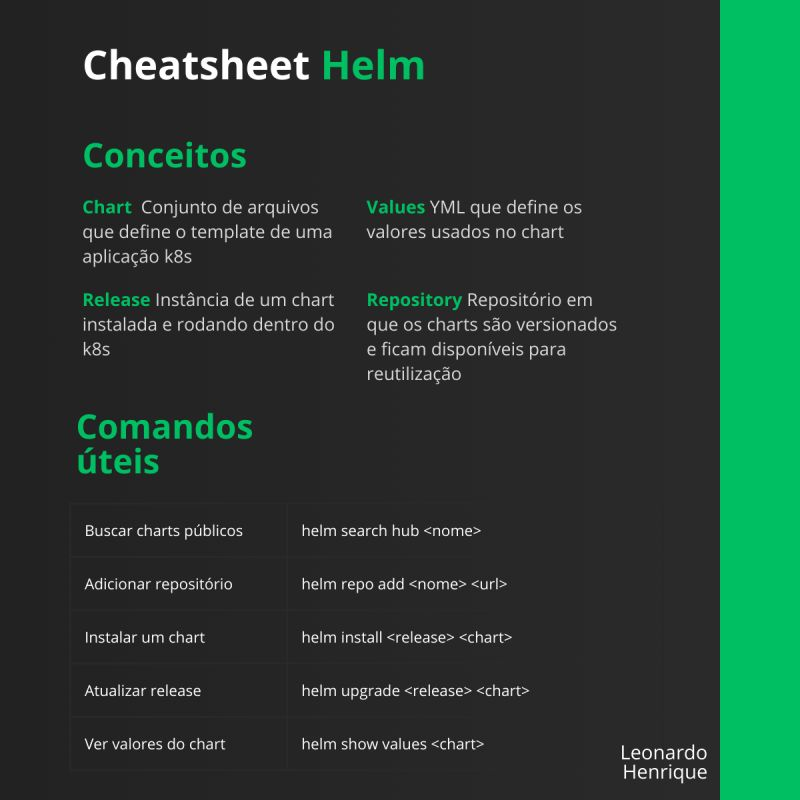 Cheatsheet Helm
Conceitos
Chart Conjunto de arquivos
que define o template de uma
aplicação k8s
Values YML que define os
valores usados no chart
Release Instância de um chart
instalada e rodando dentro do
k8s
Repository Repositório em
que os charts são versionados
e ficam disponíveis para
reutilização
Comandos
úteis
Buscar charts públicos
helm search hub <nome>
Adicionar repositório
helm repo add <nome> <url>
Instalar um chart
helm install <release> <chart>
Atualizar release
helm upgrade <release> <chart>
Ver valores do chart
helm show values <chart>
Leonardo
Henrique